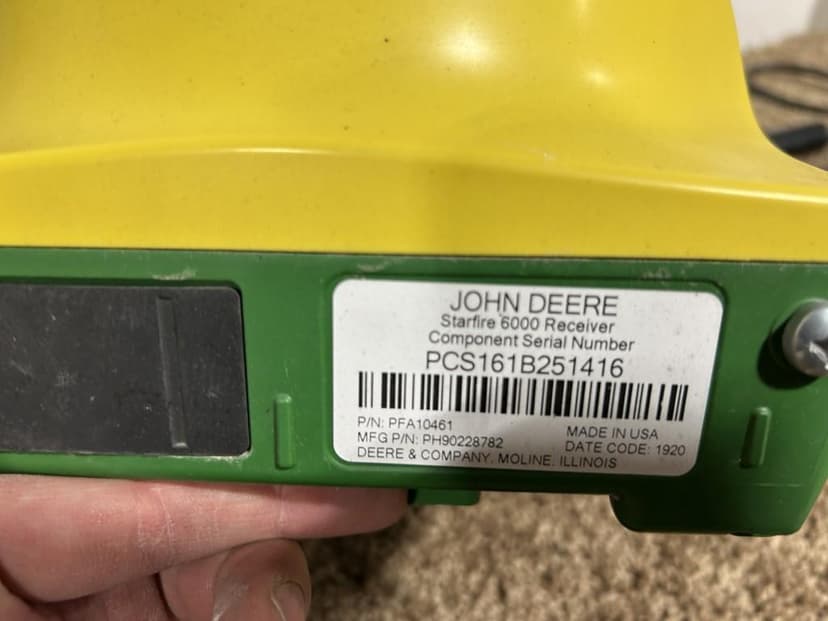 JOHN DEERE
Starfire 6000 Receiver
Component Serial Number
PCS161B251416
P/N: PFA10461
MFG P/N: PH90228782
DEERE & COMPANY, MOLINE, ILLINOIS
MADE IN USA
DATE CODE: 1920